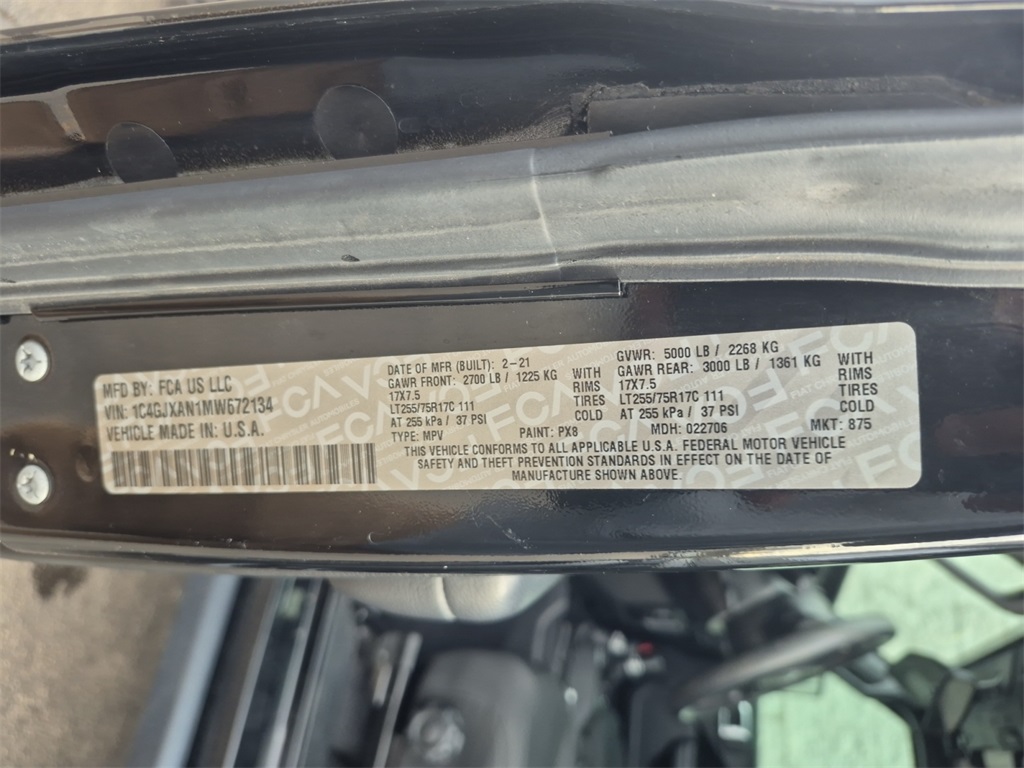 MFD BY: FCA US LLC
VIN: 1C4GJXAN1MW672134
VEHICLE MADE IN: U.S.A.
DATE OF MFR (BUILT): 2-21
GAWR FRONT: 2700 LB / 1225 KG WITH
17X7.5 RIMS
LT255/75R17C 111 TIRES
AT 255 kPa / 37 PSI COLD
GVWR: 5000 LB / 2268 KG
GAWR REAR: 3000 LB / 1361 KG WITH
17X7.5 RIMS
LT255/75R17C 111 TIRES
AT 255 kPa / 37 PSI COLD
TYPE: MPV PAINT: PX8 MDH: 022706 MKT: 875
THIS VEHICLE CONFORMS TO ALL APPLICABLE U.S.A. FEDERAL MOTOR VEHICLE
SAFETY AND THEFT PREVENTION STANDARDS IN EFFECT ON THE DATE OF
MANUFACTURE SHOWN ABOVE.